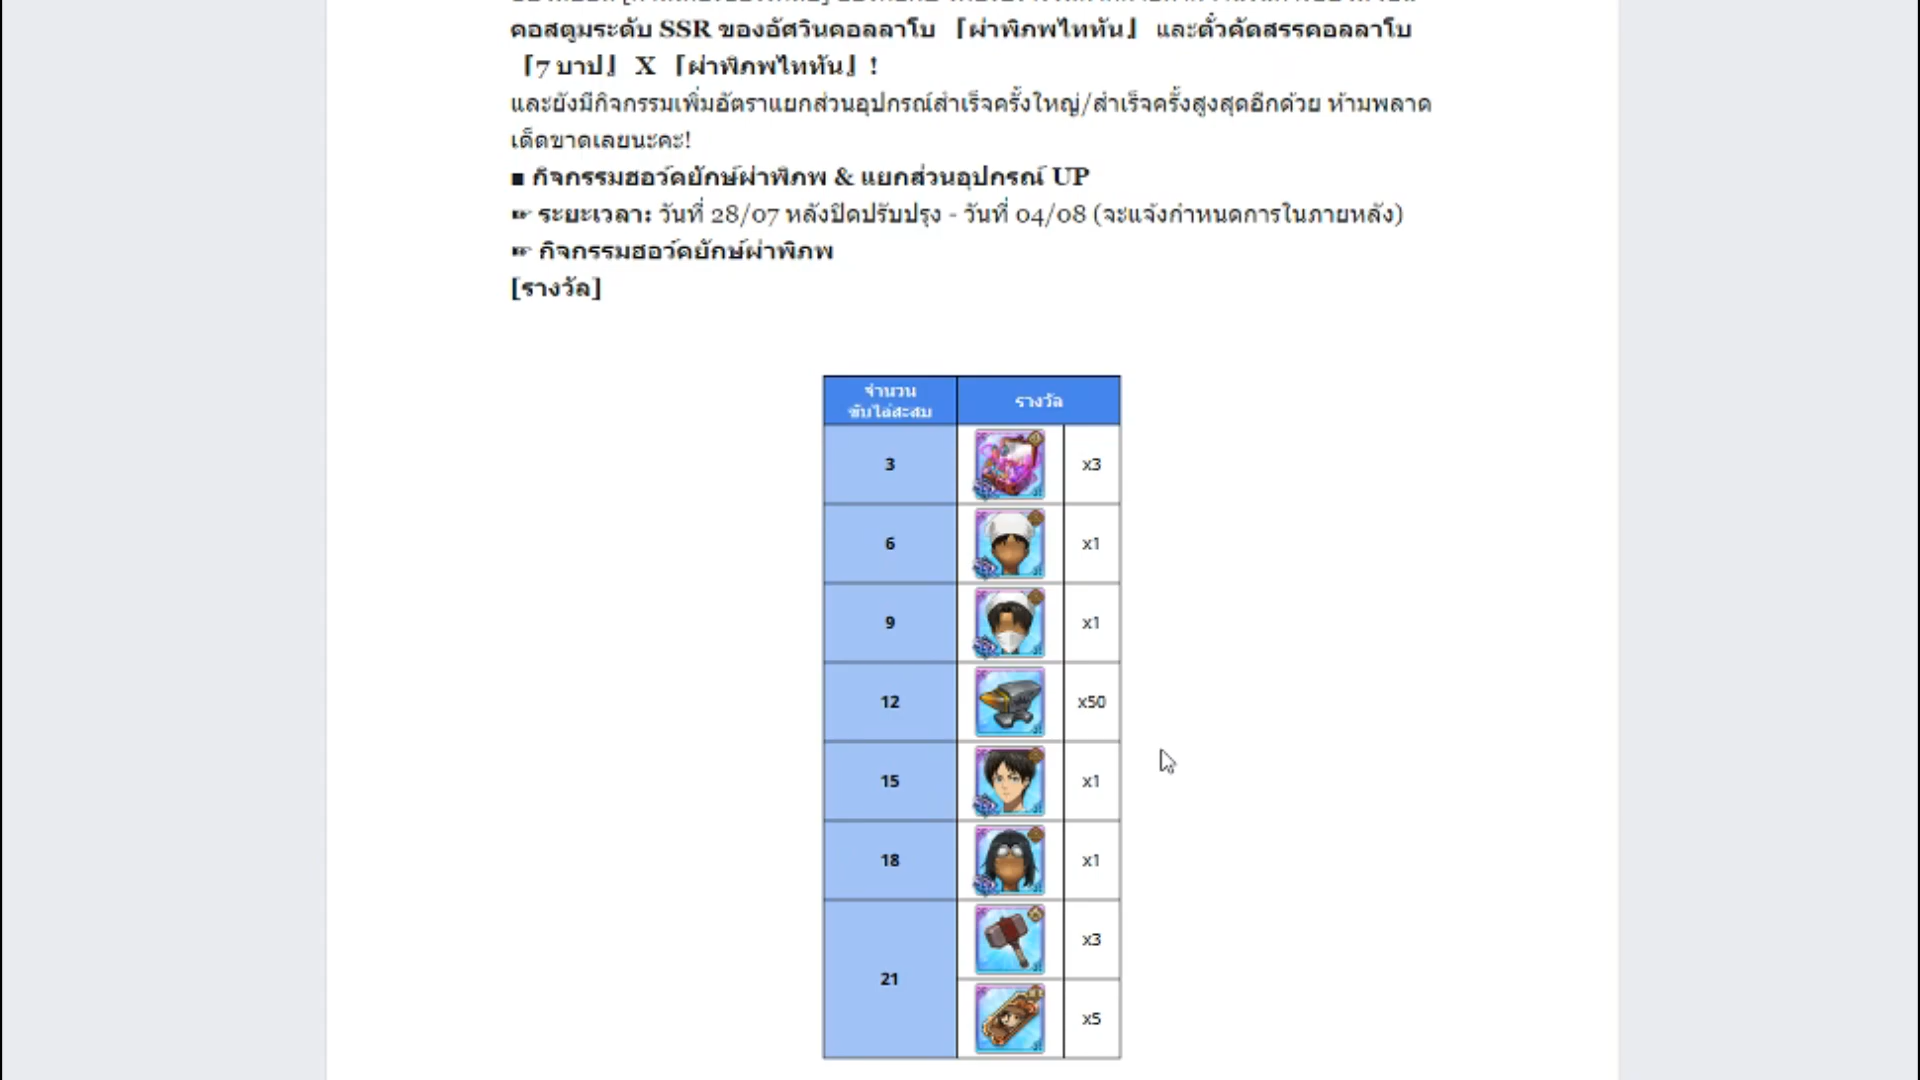 คอสตูมระดับ SSR ของอัศวินคอลลาโบ 『ผ่าพิภพไททัน』 และตั๋วคัดสรรคอลลาโบ
『7 บาป』 X 『ผ่าพิภพไททัน』!
และยังมีกิจกรรมเพิ่มอัตราแยกส่วนอุปกรณ์สำเร็จครั้งใหญ่/สำเร็จครั้งสูงสุดอีกด้วย ห้ามพลาด
เด็ดขาดเลยนะคะ!
■ กิจกรรมฮอว์คยักษ์ผ่าพิภพ & แยกส่วนอุปกรณ์ UP
☞ ระยะเวลา: วันที่ 28/07 หลังปิดปรับปรุง - วันที่ 04/08 (จะแจ้งกำหนดการในภายหลัง)
☞ กิจกรรมฮอว์คยักษ์ผ่าพิภพ
[รางวัล]
จำนวน
ขับไล่สะสม
รางวัล
3 x3
6 x1
9 x1
12 x50
15 x1
18 x1
21 x3
x5